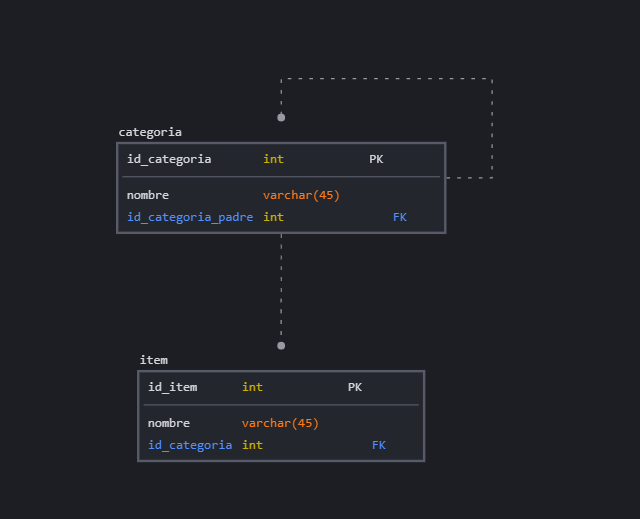 categoria
id_categoria int PK
nombre varchar(45)
id_categoria_padre int FK
item
id_item int PK
nombre varchar(45)
id_categoria int FK